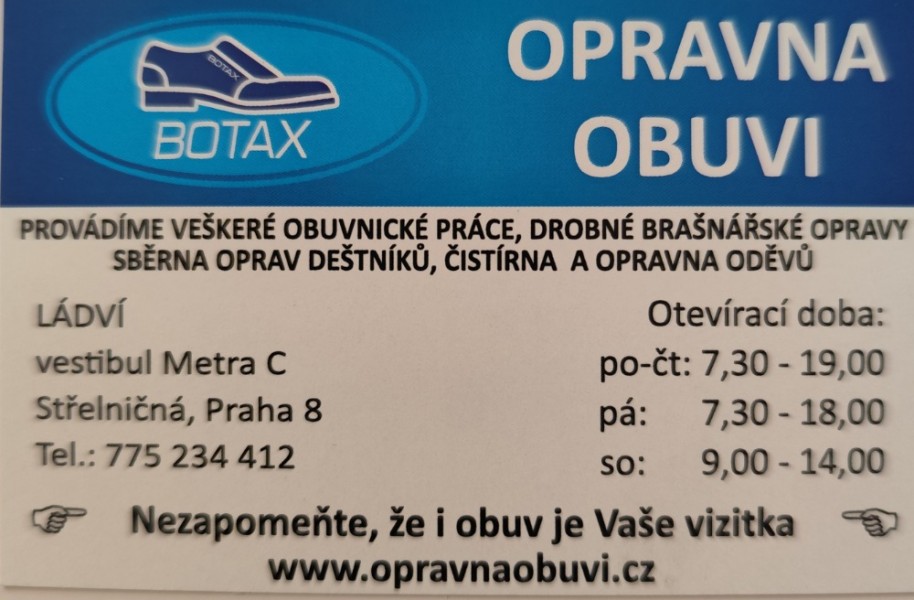 BOTAX
BOTAX
OPRAVNA
OBUVI
PROVÁDÍME VEŠKERÉ OBUVNICKÉ PRÁCE, DROBNÉ BRAŠNÁŘSKÉ OPRAVY
SBĚRNA OPRAV DEŠTNÍKŮ, ČISTÍRNA A OPRAVNA ODĚVŮ
LÁDVÍ
vestibul Metra C
Střelničná, Praha 8
Tel.: 775 234 412
Otevírací doba:
po-čt: 7,30 - 19,00
pá: 7,30 - 18,00
so: 9,00 - 14,00
Nezapomeňte, že i obuv je Vaše vizitka
www.opravnaobuvi.cz